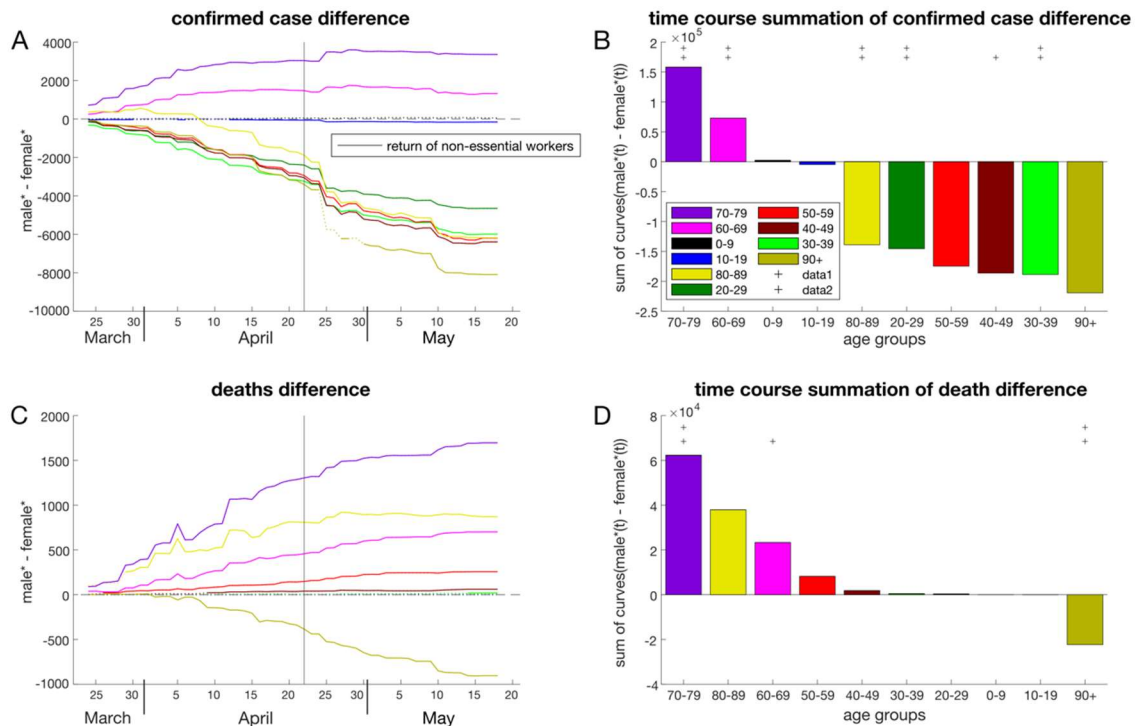 A
confirmed case difference
4000
2000
0
-2000
-4000
-6000
-8000
-10000
male* - female*
return of non-essential workers
25 30 5 10 15 20 25 30 5 10 15 20
March April May
B
time course summation of confirmed case difference
×10⁵
2
1.5
1
0.5
0
-0.5
-1
-1.5
-2
-2.5
sum of curves(male*(t) - female*(t))
+ + + + + +
+ + + + + +
70-79 50-59
60-69 40-49
0-9 30-39
10-19 90+
80-89 + data1
20-29 + data2
70-79 60-69 0-9 10-19 80-89 20-29 50-59 40-49 30-39 90+
age groups
C
deaths difference
2000
1500
1000
500
0
-500
-1000
male* - female*
25 30 5 10 15 20 25 30 5 10 15 20
March April May
D
time course summation of death difference
×10⁴
8
6
4
2
0
-2
-4
sum of curves(male*(t) - female*(t))
+ +
+ + +
70-79 80-89 60-69 50-59 40-49 30-39 20-29 0-9 10-19 90+
age groups